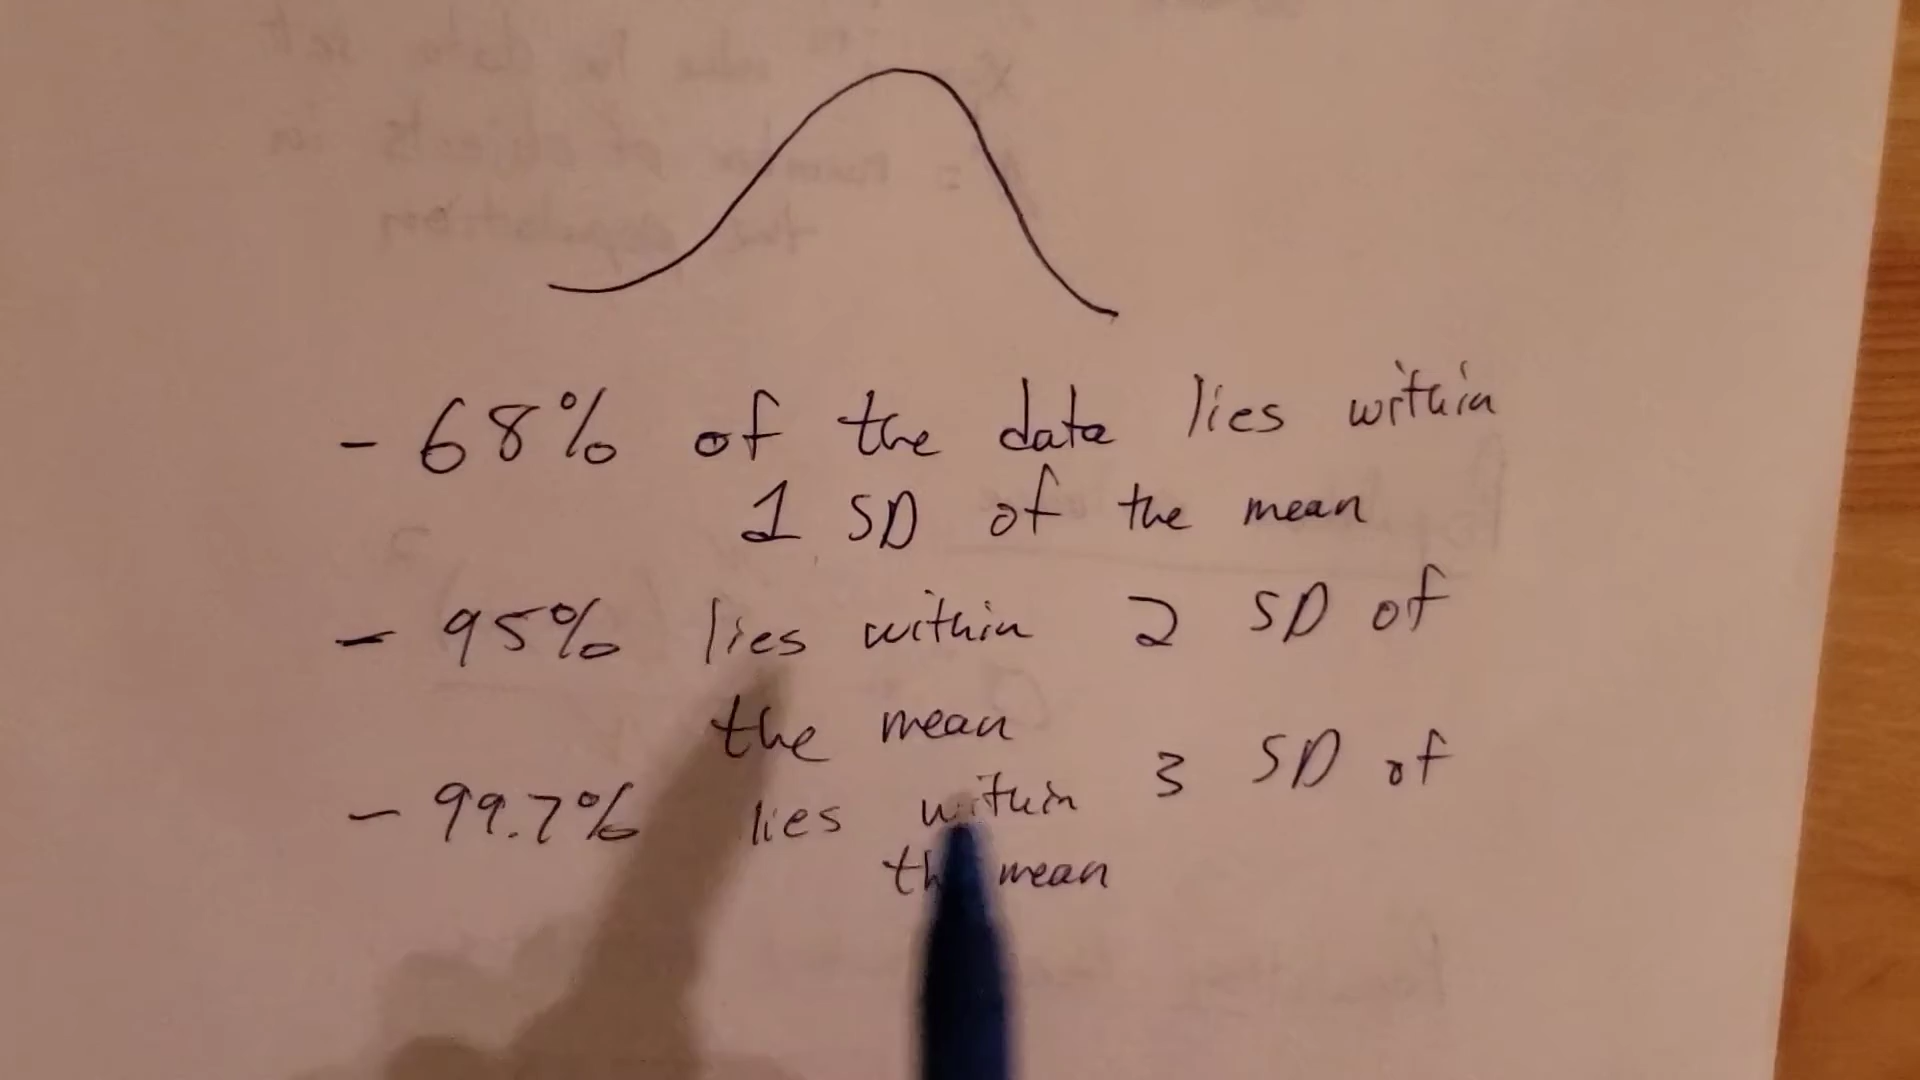 - 68% of the data lies within
1 SD of the mean
- 95% lies within 2 SD of
the mean
- 99.7% lies within 3 SD of
the mean